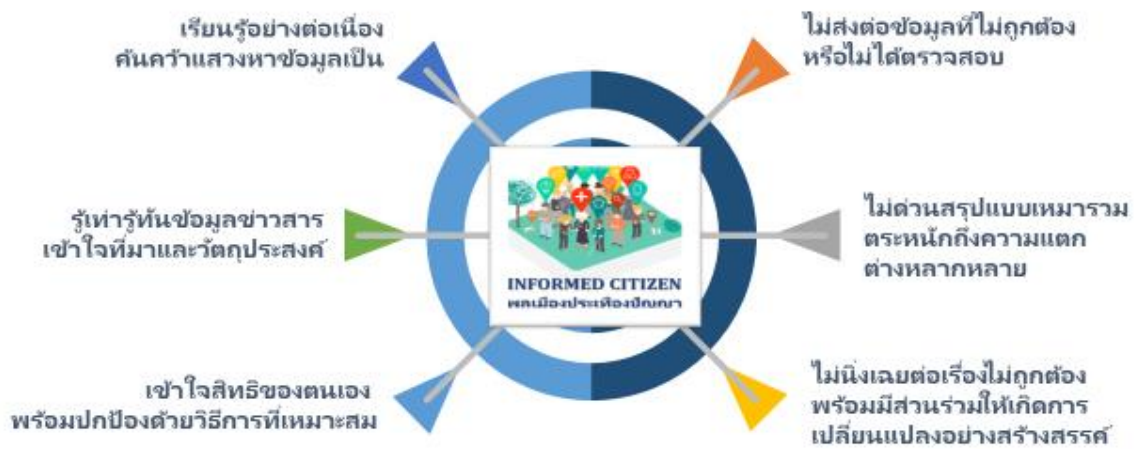 เรียนรู้อย่างต่อเนื่อง
ค้นคว้าแสวงหาข้อมูลเป็น
ไม่ส่งต่อข้อมูลที่ไม่ถูกต้อง
หรือไม่ได้ตรวจสอบ
รู้เท่ารู้ทันข้อมูลข่าวสาร
เข้าใจที่มาและวัตถุประสงค์
INFORMED CITIZEN
พลเมืองประเทืองปัญญา
ไม่ด่วนสรุปแบบเหมารวม
ตระหนักถึงความแตก
ต่างหลากหลาย
เข้าใจสิทธิของตนเอง
พร้อมปกป้องด้วยวิธีการที่เหมาะสม
ไม่นิ่งเฉยต่อเรื่องไม่ถูกต้อง
พร้อมมีส่วนร่วมให้เกิดการ
เปลี่ยนแปลงอย่างสร้างสรรค์